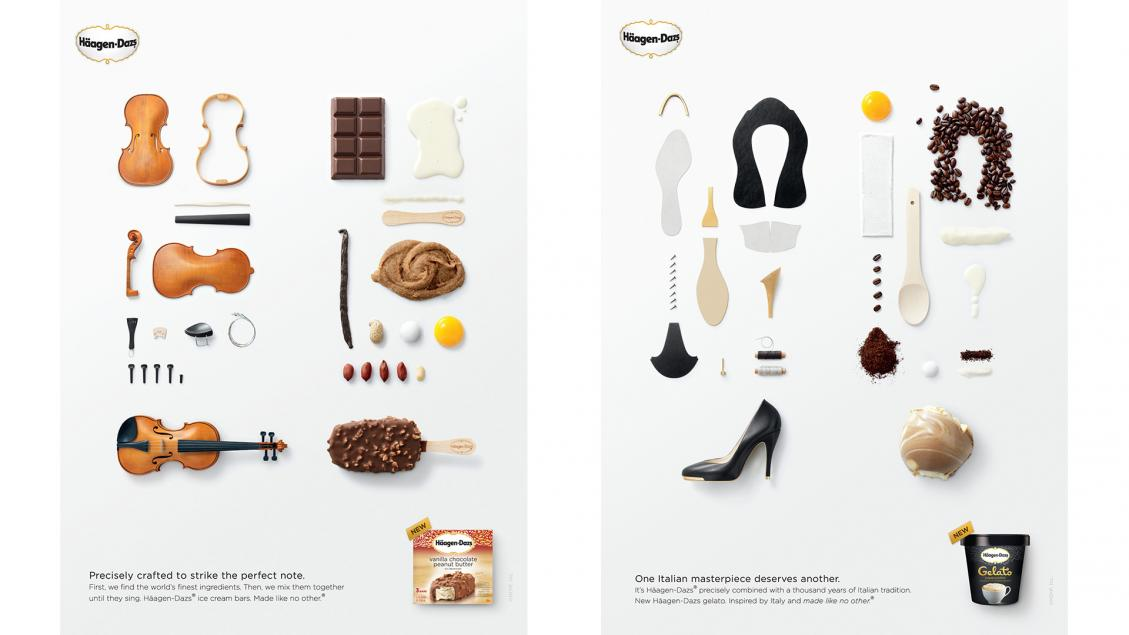 Häagen-Dazs
Precisely crafted to strike the perfect note.
First, we find the world's finest ingredients. Then, we mix them together
until they sing. Häagen-Dazs® ice cream bars. Made like no other.®
NEW
Häagen-Dazs
vanilla chocolate
peanut butter
Häagen-Dazs
One Italian masterpiece deserves another.
It's Häagen-Dazs® precisely combined with a thousand years of Italian tradition.
New Häagen-Dazs gelato. Inspired by Italy and made like no other.®
NEW
Häagen-Dazs
Gelato